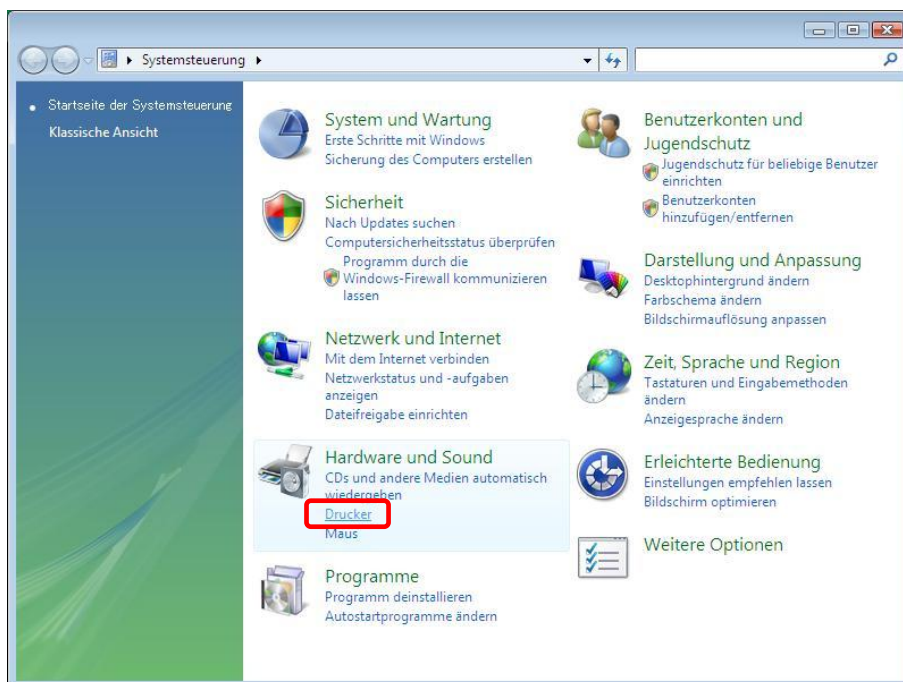 Systemsteuerung
Startseite der Systemsteuerung
Klassische Ansicht
System und Wartung
Erste Schritte mit Windows
Sicherung des Computers erstellen
Sicherheit
Nach Updates suchen
Computersicherheitsstatus überprüfen
Programm durch die
Windows-Firewall kommunizieren
lassen
Netzwerk und Internet
Mit dem Internet verbinden
Netzwerkstatus und -aufgaben
anzeigen
Dateifreigabe einrichten
Hardware und Sound
CDs und andere Medien automatisch
wiedergeben
Drucker
Maus
Programme
Programm deinstallieren
Autostartprogramme ändern
Benutzerkonten und
Jugendschutz
Jugendschutz für beliebige Benutzer
einrichten
Benutzerkonten
hinzufügen/entfernen
Darstellung und Anpassung
Desktophintergrund ändern
Farbschema ändern
Bildschirmauflösung anpassen
Zeit, Sprache und Region
Tastaturen und Eingabemethoden
ändern
Anzeigesprache ändern
Erleichterte Bedienung
Einstellungen empfehlen lassen
Bildschirm optimieren
Weitere Optionen